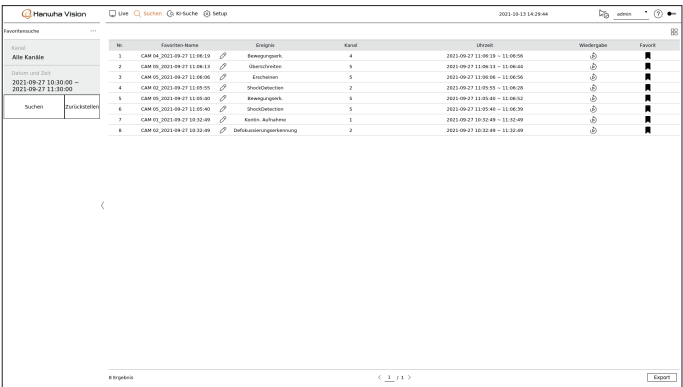 Hanwha Vision
Live Suchen KI-Suche Setup 2021-10-13 14:29:44 admin ?
Favoritensuche ...
Kanal
Alle Kanäle
Datum und Zeit
2021-09-27 10:30:00 ~
2021-09-27 11:30:00
Suchen Zurückstellen
Nr. Favoriten-Name Ereignis Kanal Uhrzeit Wiedergabe Favorit
1 CAM 04_2021-09-27 11:06:19 Bewegungserk. 4 2021-09-27 11:06:19 ~ 11:06:56
2 CAM 05_2021-09-27 11:06:13 Überschreiten 5 2021-09-27 11:06:13 ~ 11:06:44
3 CAM 05_2021-09-27 11:06:06 Erscheinen 5 2021-09-27 11:06:06 ~ 11:06:56
4 CAM 02_2021-09-27 11:05:55 ShockDetection 2 2021-09-27 11:05:55 ~ 11:06:28
5 CAM 05_2021-09-27 11:05:40 Bewegungserk. 5 2021-09-27 11:05:40 ~ 11:06:52
6 CAM 05_2021-09-27 11:05:40 ShockDetection 5 2021-09-27 11:05:40 ~ 11:06:39
7 CAM 01_2021-09-27 10:32:49 Kontin. Aufnahme 1 2021-09-27 10:32:49 ~ 11:32:49
8 CAM 02_2021-09-27 10:32:49 Defokussierungserkennung 2 2021-09-27 10:32:49 ~ 11:32:49
8 Ergebnis < 1 / 1 > Export